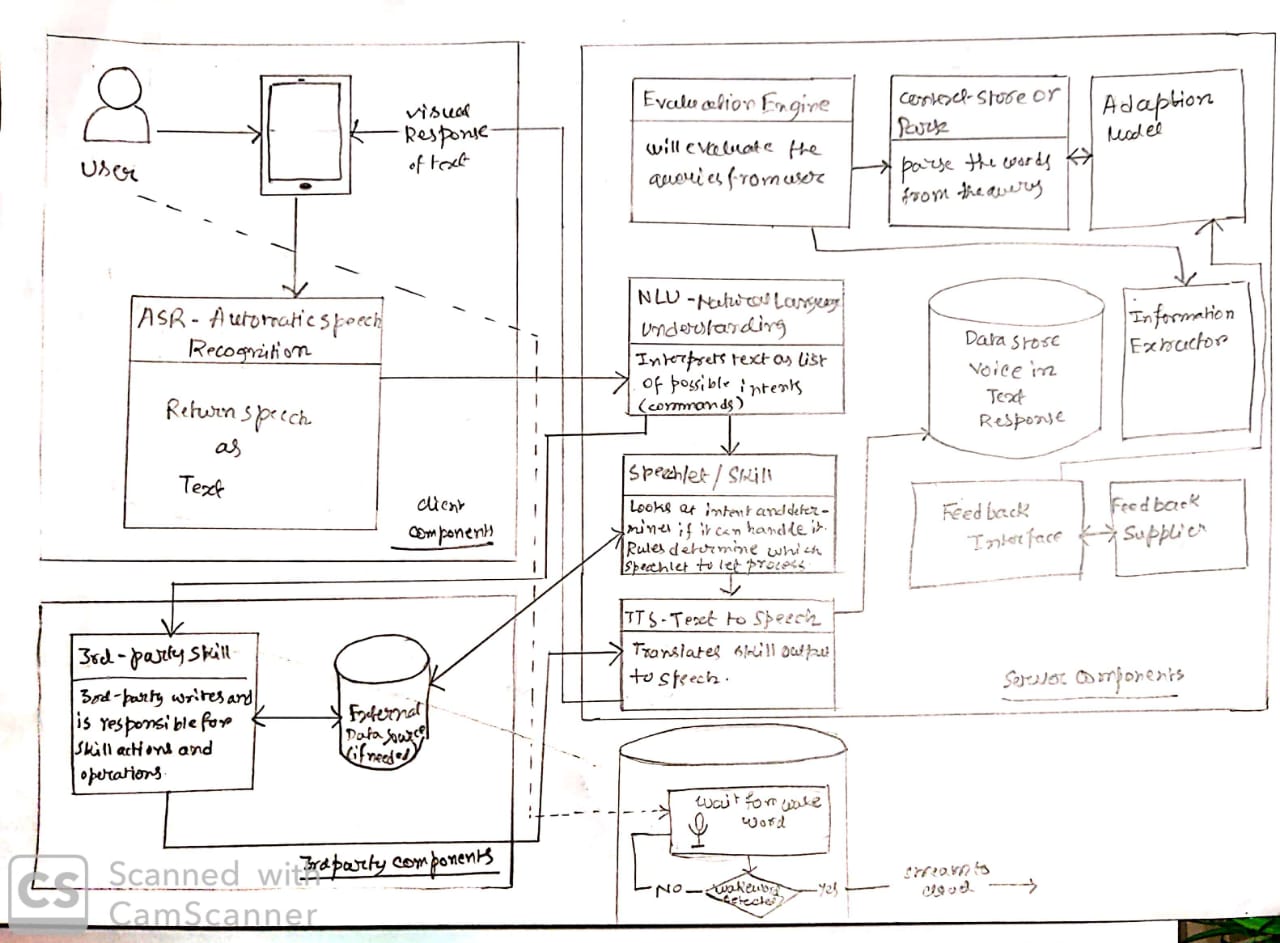 User
visual
Response
of text
ASR - Automatic speech
Recognition
Return speech
as
Text
client
components
Evaluation Engine
will evaluate the
queries from user
parse the words
from the query
Adaption
Model
NLU - Natural Language
Understanding
Interprets text as list
of possible intents
(commands)
Data store
Voice in
Text
Response
Information
Extractor
Speechlet / Skill
Looks at intent and deter-
mines if it can handle it.
Rules determine which
speechlet to let process.
Feedback
Interface
Feedback
Supplier
TTS - Text to Speech
Translates skill output
to speech.
Server components
3rd-party skill
3rd-party writes and
is responsible for
skill actions and
operations.
External
Data source
(if needed)
3rd party components
wait for wake
word
wakeword
detected
NO
Yes
stream to
cloud
CS
Scanned with
CamScanner